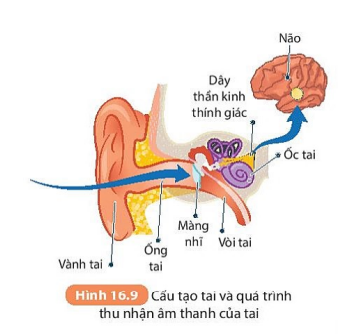 Não
Dây
thần kinh
thính giác
Ốc tai
Màng
nhĩ
Vòi tai
Ống
tai
Vành tai
Hình 16.9 Cấu tạo tai và quá trình
thu nhận âm thanh của tai